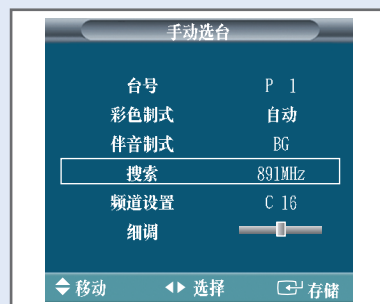 手动选台
台号 P 1
彩色制式 自动
伴音制式 BG
搜索 891MHz
频道设置 C 16
细调
移动 选择 存储